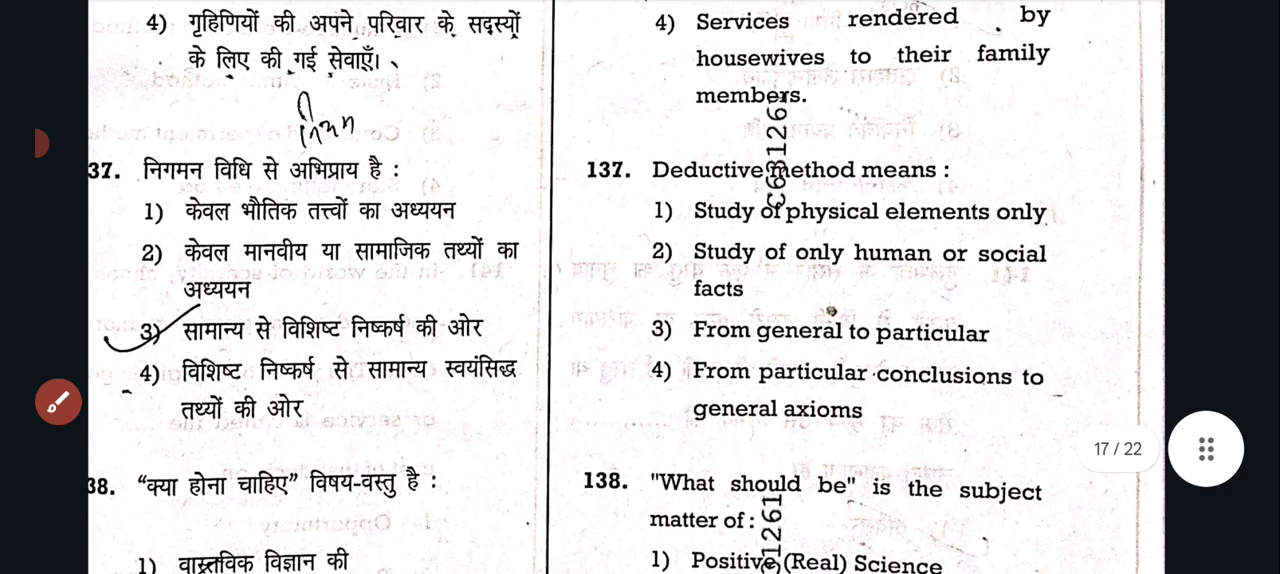 4) गृहिणियों की अपने परिवार के सदस्यों
के लिए की गई सेवाएँ।
37. निगमन विधि से अभिप्राय है :
1) केवल भौतिक तत्त्वों का अध्ययन
2) केवल मानवीय या सामाजिक तथ्यों का
अध्ययन
3) सामान्य से विशिष्ट निष्कर्ष की ओर
4) विशिष्ट निष्कर्ष से सामान्य स्वयंसिद्ध
तथ्यों की ओर
38. "क्या होना चाहिए" विषय-वस्तु है :
1) वास्तविक विज्ञान की
4) Services rendered by
housewives to their family
members.
137. Deductive method means :
1) Study of physical elements only
2) Study of only human or social
facts
3) From general to particular
4) From particular conclusions to
general axioms
138. "What should be" is the subject
matter of :
1) Positive (Real) Science
C631261
31261
17 / 22